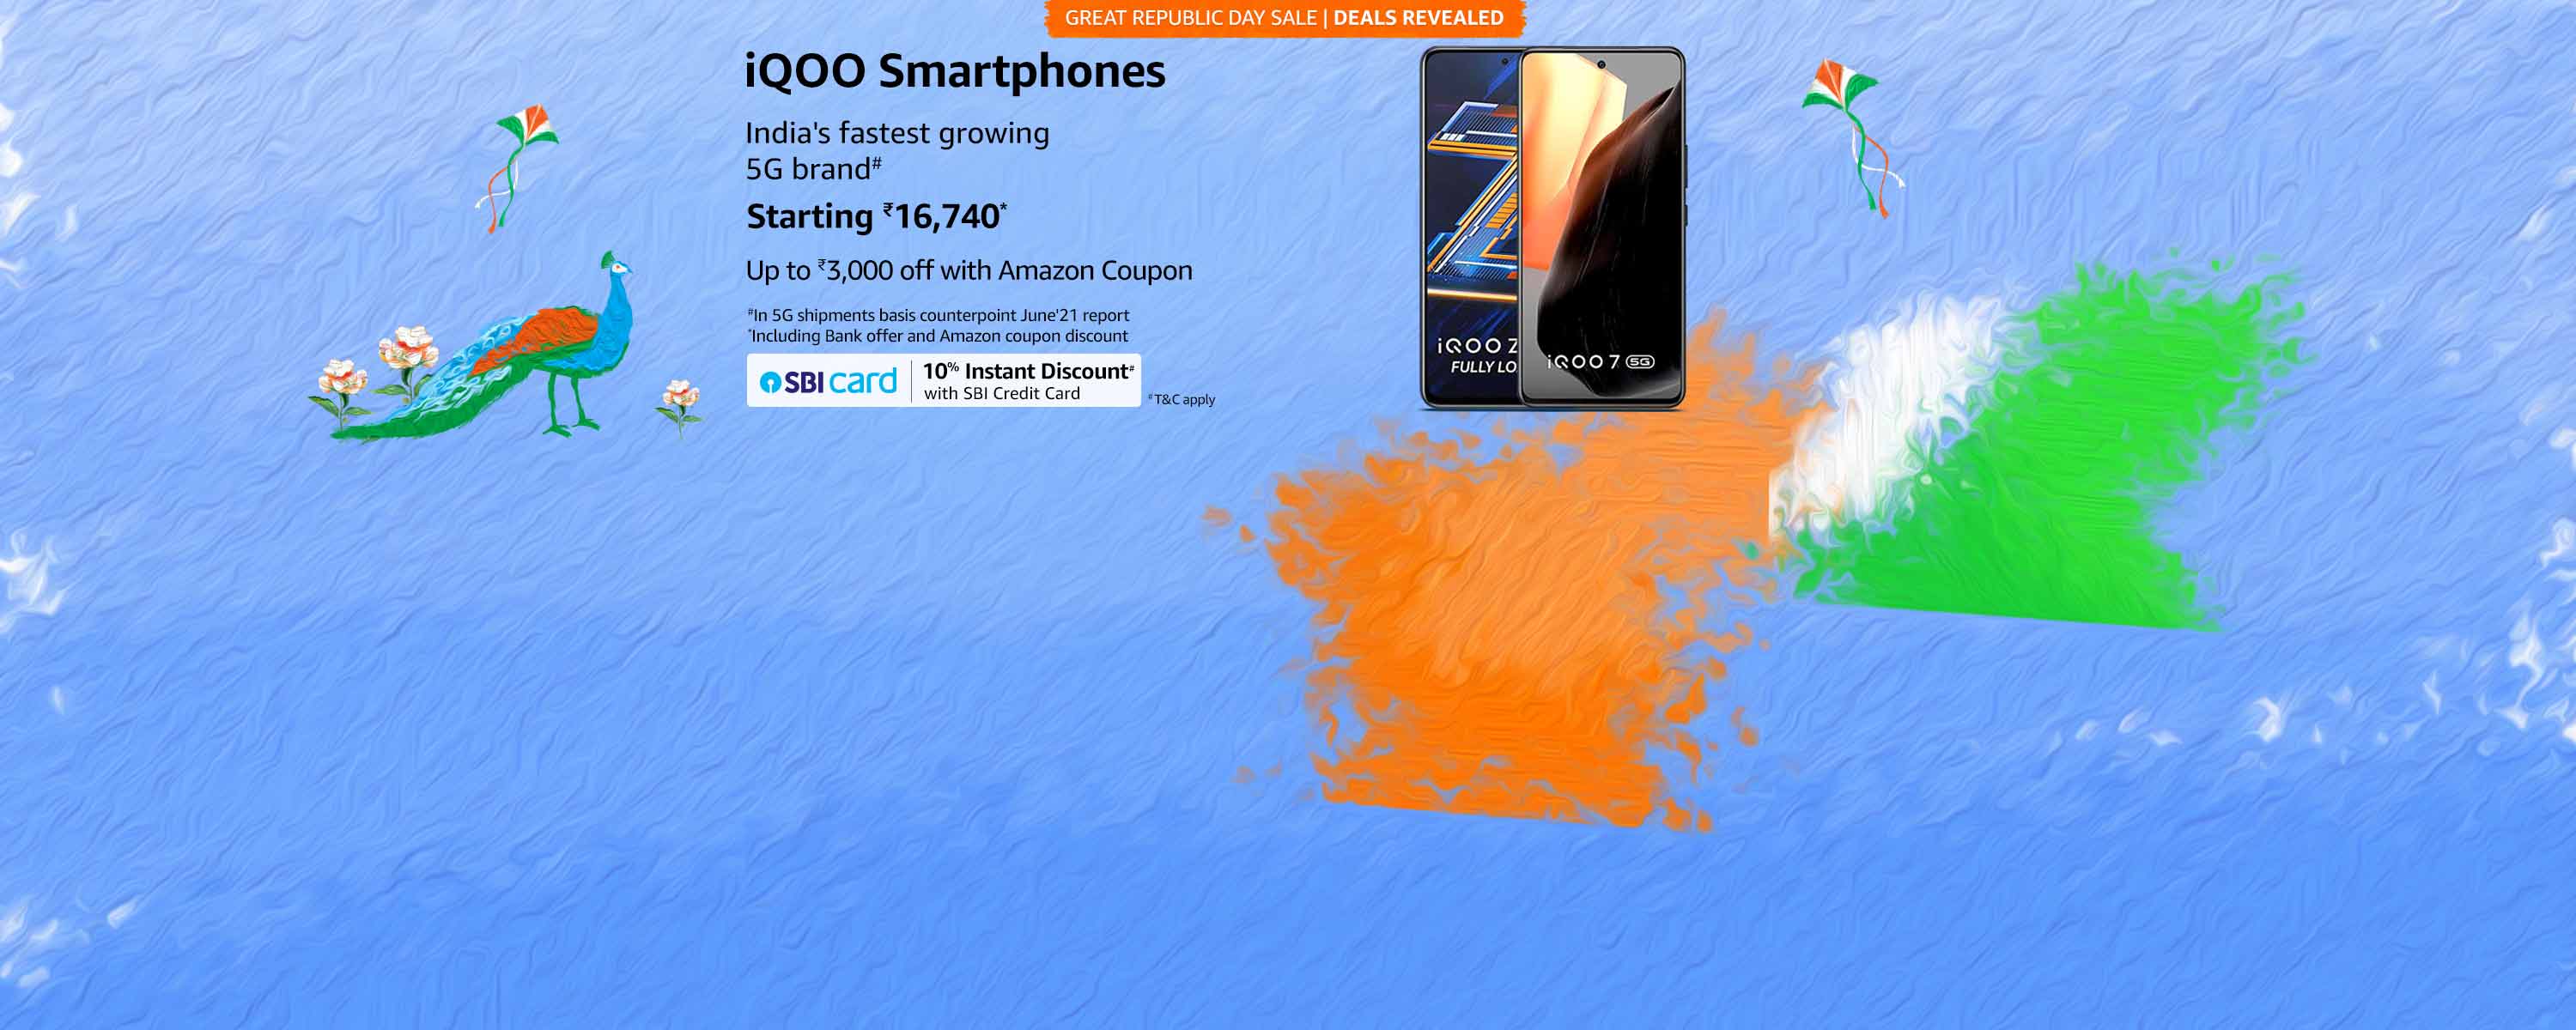 GREAT REPUBLIC DAY SALE | DEALS REVEALED
iQOO Smartphones
India's fastest growing
5G brand#
Starting ₹16,740*
Up to ₹3,000 off with Amazon Coupon
#In 5G shipments basis counterpoint June'21 report
*Including Bank offer and Amazon coupon discount
SBI card
10% Instant Discount#
with SBI Credit Card
#T&C apply
iQOO Z
FULLY LO
iQOO 7 5G